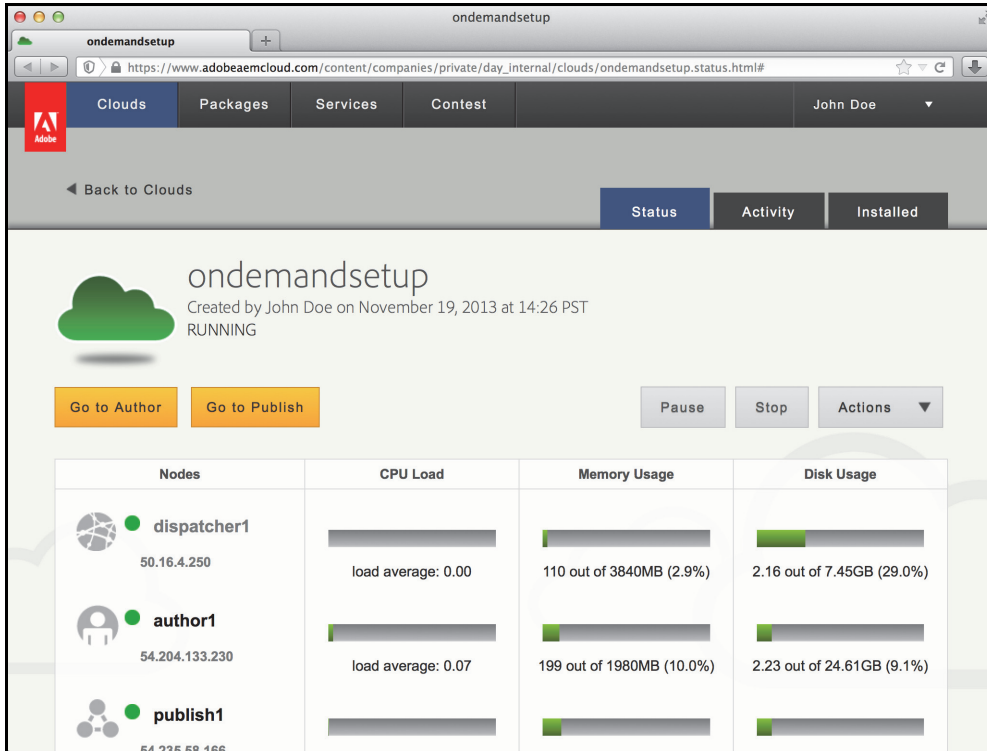 ondemandsetup
ondemandsetup
https://www.adobeaemcloud.com/content/companies/private/day_internal/clouds/ondemandsetup.status.html#
Adobe
Clouds Packages Services Contest John Doe
Back to Clouds
Status Activity Installed
ondemandsetup
Created by John Doe on November 19, 2013 at 14:26 PST
RUNNING
Go to Author Go to Publish Pause Stop Actions
Nodes CPU Load Memory Usage Disk Usage
dispatcher1
50.16.4.250
load average: 0.00 110 out of 3840MB (2.9%) 2.16 out of 7.45GB (29.0%)
author1
54.204.133.230
load average: 0.07 199 out of 1980MB (10.0%) 2.23 out of 24.61GB (9.1%)
publish1
54.235.58.166